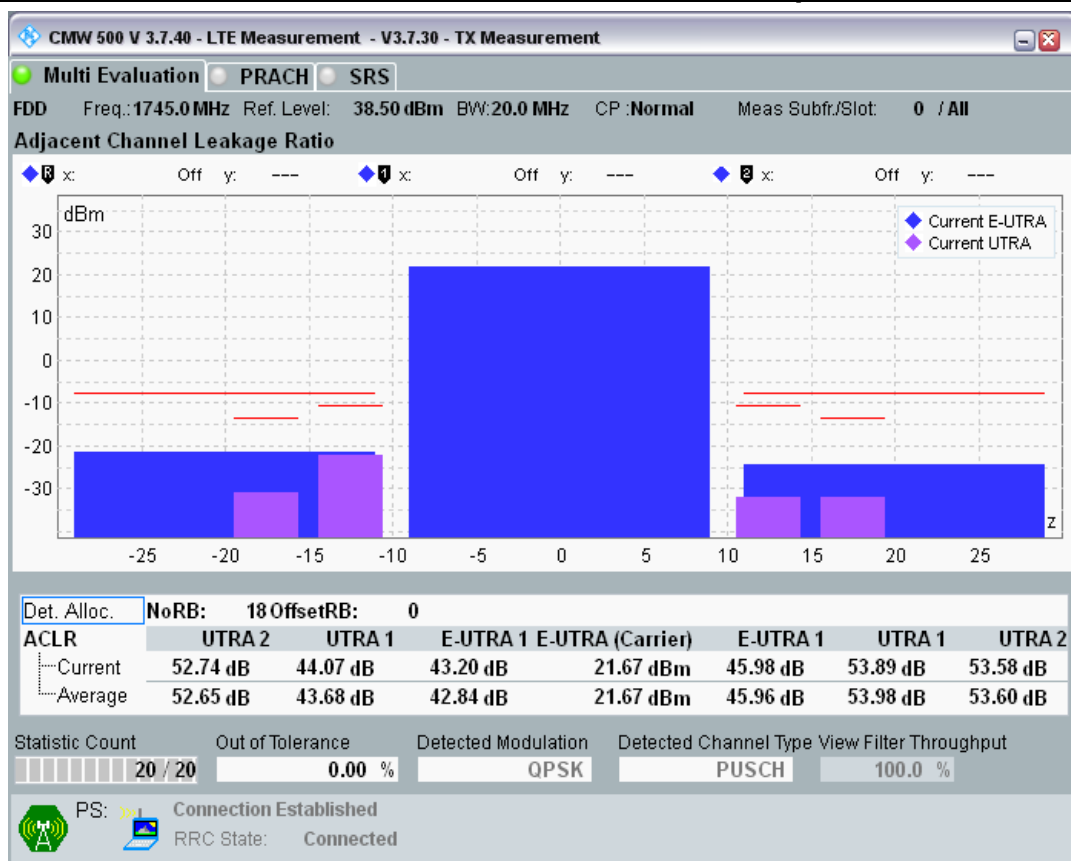 CMW 500 V 3.7.40 - LTE Measurement - V3.7.30 - TX Measurement
Multi Evaluation PRACH SRS
FDD Freq.:1745.0 MHz Ref. Level: 38.50 dBm BW:20.0 MHz CP :Normal Meas Subfr./Slot: 0 / All
Adjacent Channel Leakage Ratio
R x: Off y: --- 1 x: Off y: --- 2 x: Off y: ---
dBm
Current E-UTRA
Current UTRA
30
20
10
0
-10
-20
-30
z
-25 -20 -15 -10 -5 0 5 10 15 20 25
Det. Alloc. NoRB: 18 OffsetRB: 0
ACLR UTRA 2 UTRA 1 E-UTRA 1 E-UTRA (Carrier) E-UTRA 1 UTRA 1 UTRA 2
Current 52.74 dB 44.07 dB 43.20 dB 21.67 dBm 45.98 dB 53.89 dB 53.58 dB
Average 52.65 dB 43.68 dB 42.84 dB 21.67 dBm 45.96 dB 53.98 dB 53.60 dB
Statistic Count Out of Tolerance Detected Modulation Detected Channel Type View Filter Throughput
20 / 20 0.00 % QPSK PUSCH 100.0 %
PS: Connection Established
RRC State: Connected